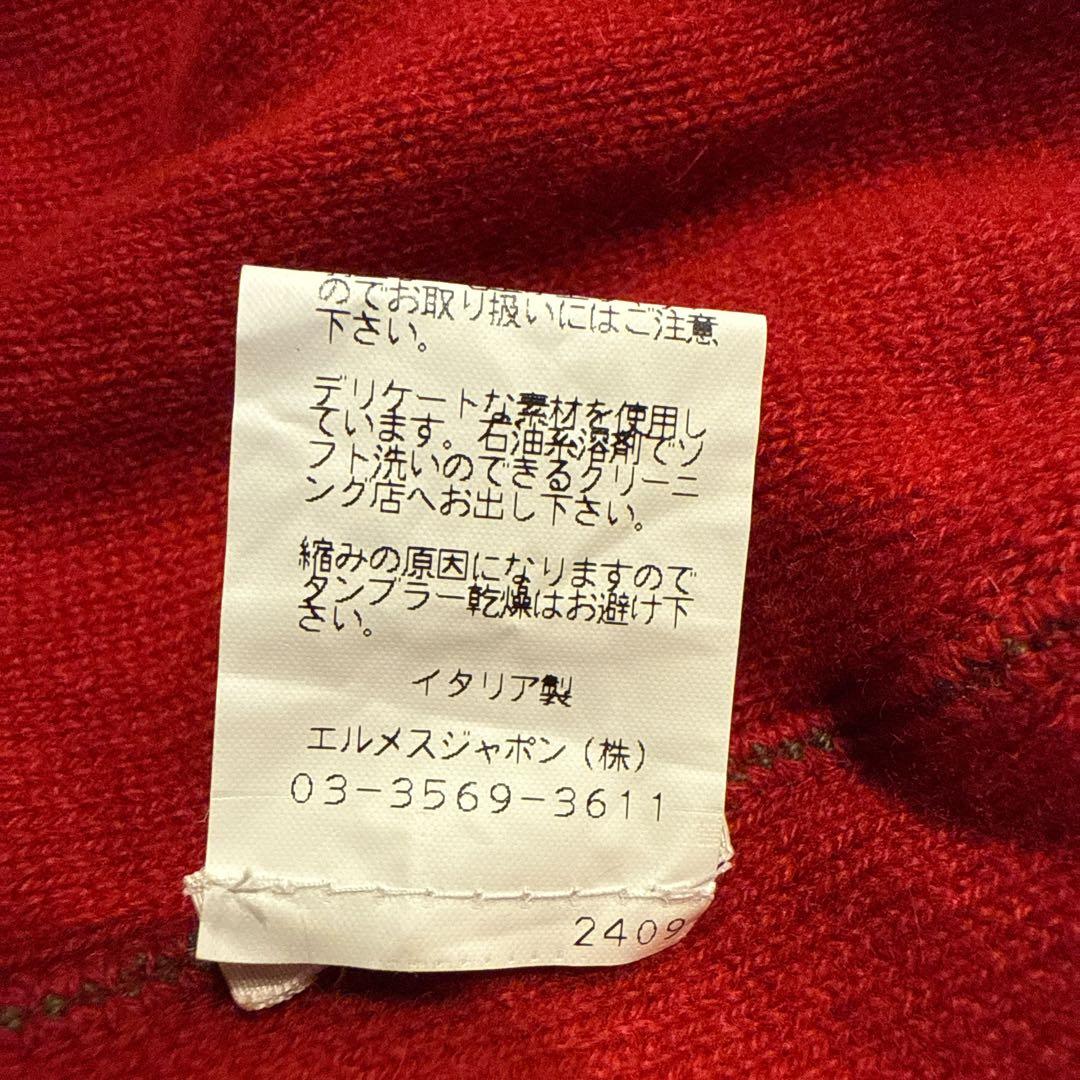 のでお取り扱いにはご注意
下さい。
デリケートな素材を使用し
ています。石油系溶剤でソ
フト洗いのできるクリーニ
ング店へお出し下さい。
縮みの原因になりますので
タンブラー乾燥はお避け下
さい。
イタリア製
エルメスジャポン(株)
03-3569-3611
2409